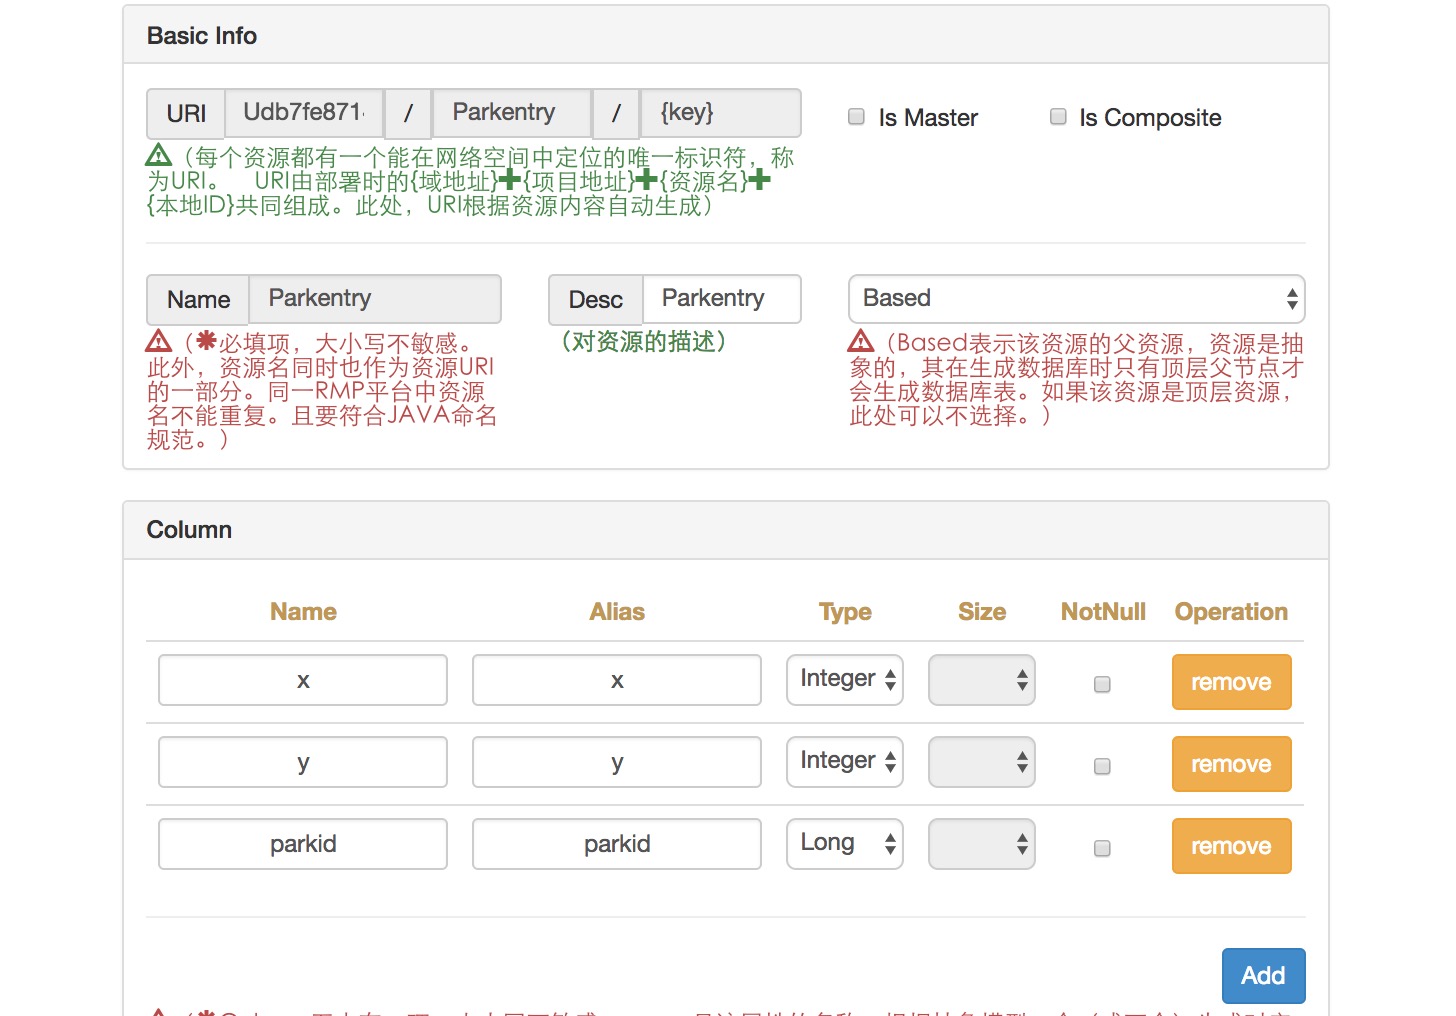 Basic Info
URI Udb7fe871 / Parkentry / {key} Is Master Is Composite
（每个资源都有一个能在网络空间中定位的唯一标识符，称
为URI。 URI由部署时的{域地址}✚{项目地址}✚{资源名}✚
{本地ID}共同组成。此处，URI根据资源内容自动生成）
Name Parkentry
（✱必填项，大小写不敏感。
此外，资源名同时也作为资源URI
的一部分。同一RMP平台中资源
名不能重复。且要符合JAVA命名
规范。）
Desc Parkentry
（对资源的描述）
Based
（Based表示该资源的父资源，资源是抽
象的，其在生成数据库时只有顶层父节点才
会生成数据库表。如果该资源是顶层资源，
此处可以不选择。）
Column
Name Alias Type Size NotNull Operation
x x Integer remove
y y Integer remove
parkid parkid Long remove
Add